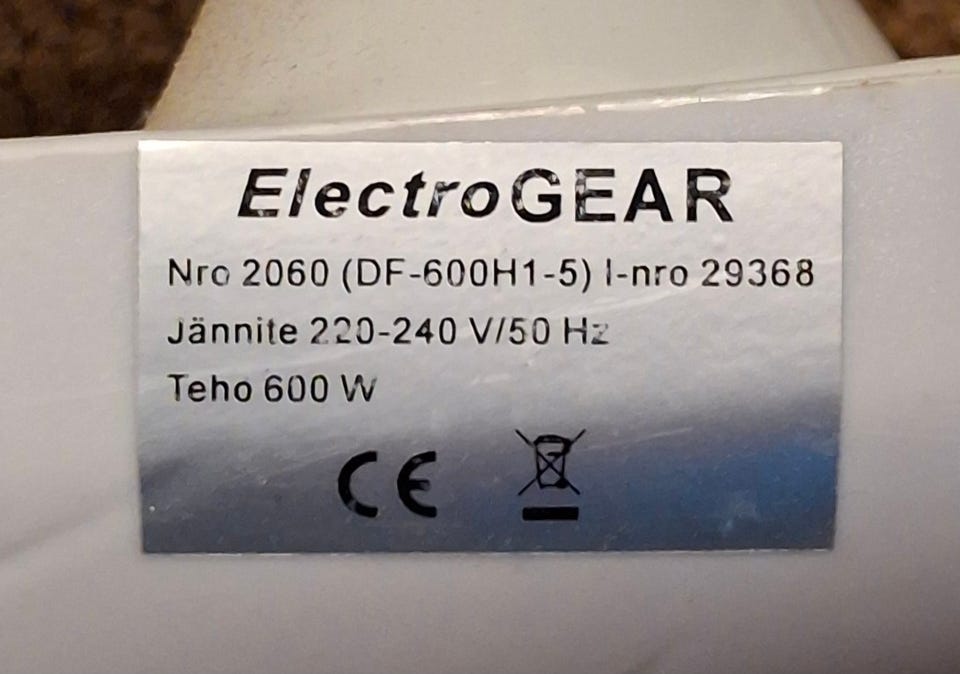 ElectroGEAR
Nro 2060 (DF-600H1-5) I-nro 29368
Jännite 220-240 V/50 Hz
Teho 600 W
CE